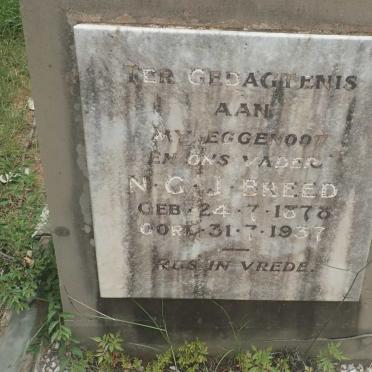 TER GEDAGTENIS
AAN
MY EGGENOOT
EN ONS VADER
N. G. J. BREED
GEB. 24.7.1878
OORL. 31.7.1937
RUS IN VREDE.